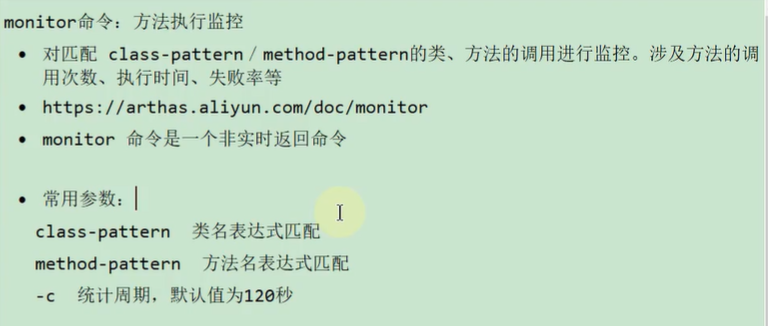 monitor命令：方法执行监控
• 对匹配 class-pattern／method-pattern的类、方法的调用进行监控。涉及方法的调
用次数、执行时间、失败率等
• https://arthas.aliyun.com/doc/monitor
• monitor 命令是一个非实时返回命令
• 常用参数：
class-pattern 类名表达式匹配
method-pattern 方法名表达式匹配
-c 统计周期，默认值为120秒